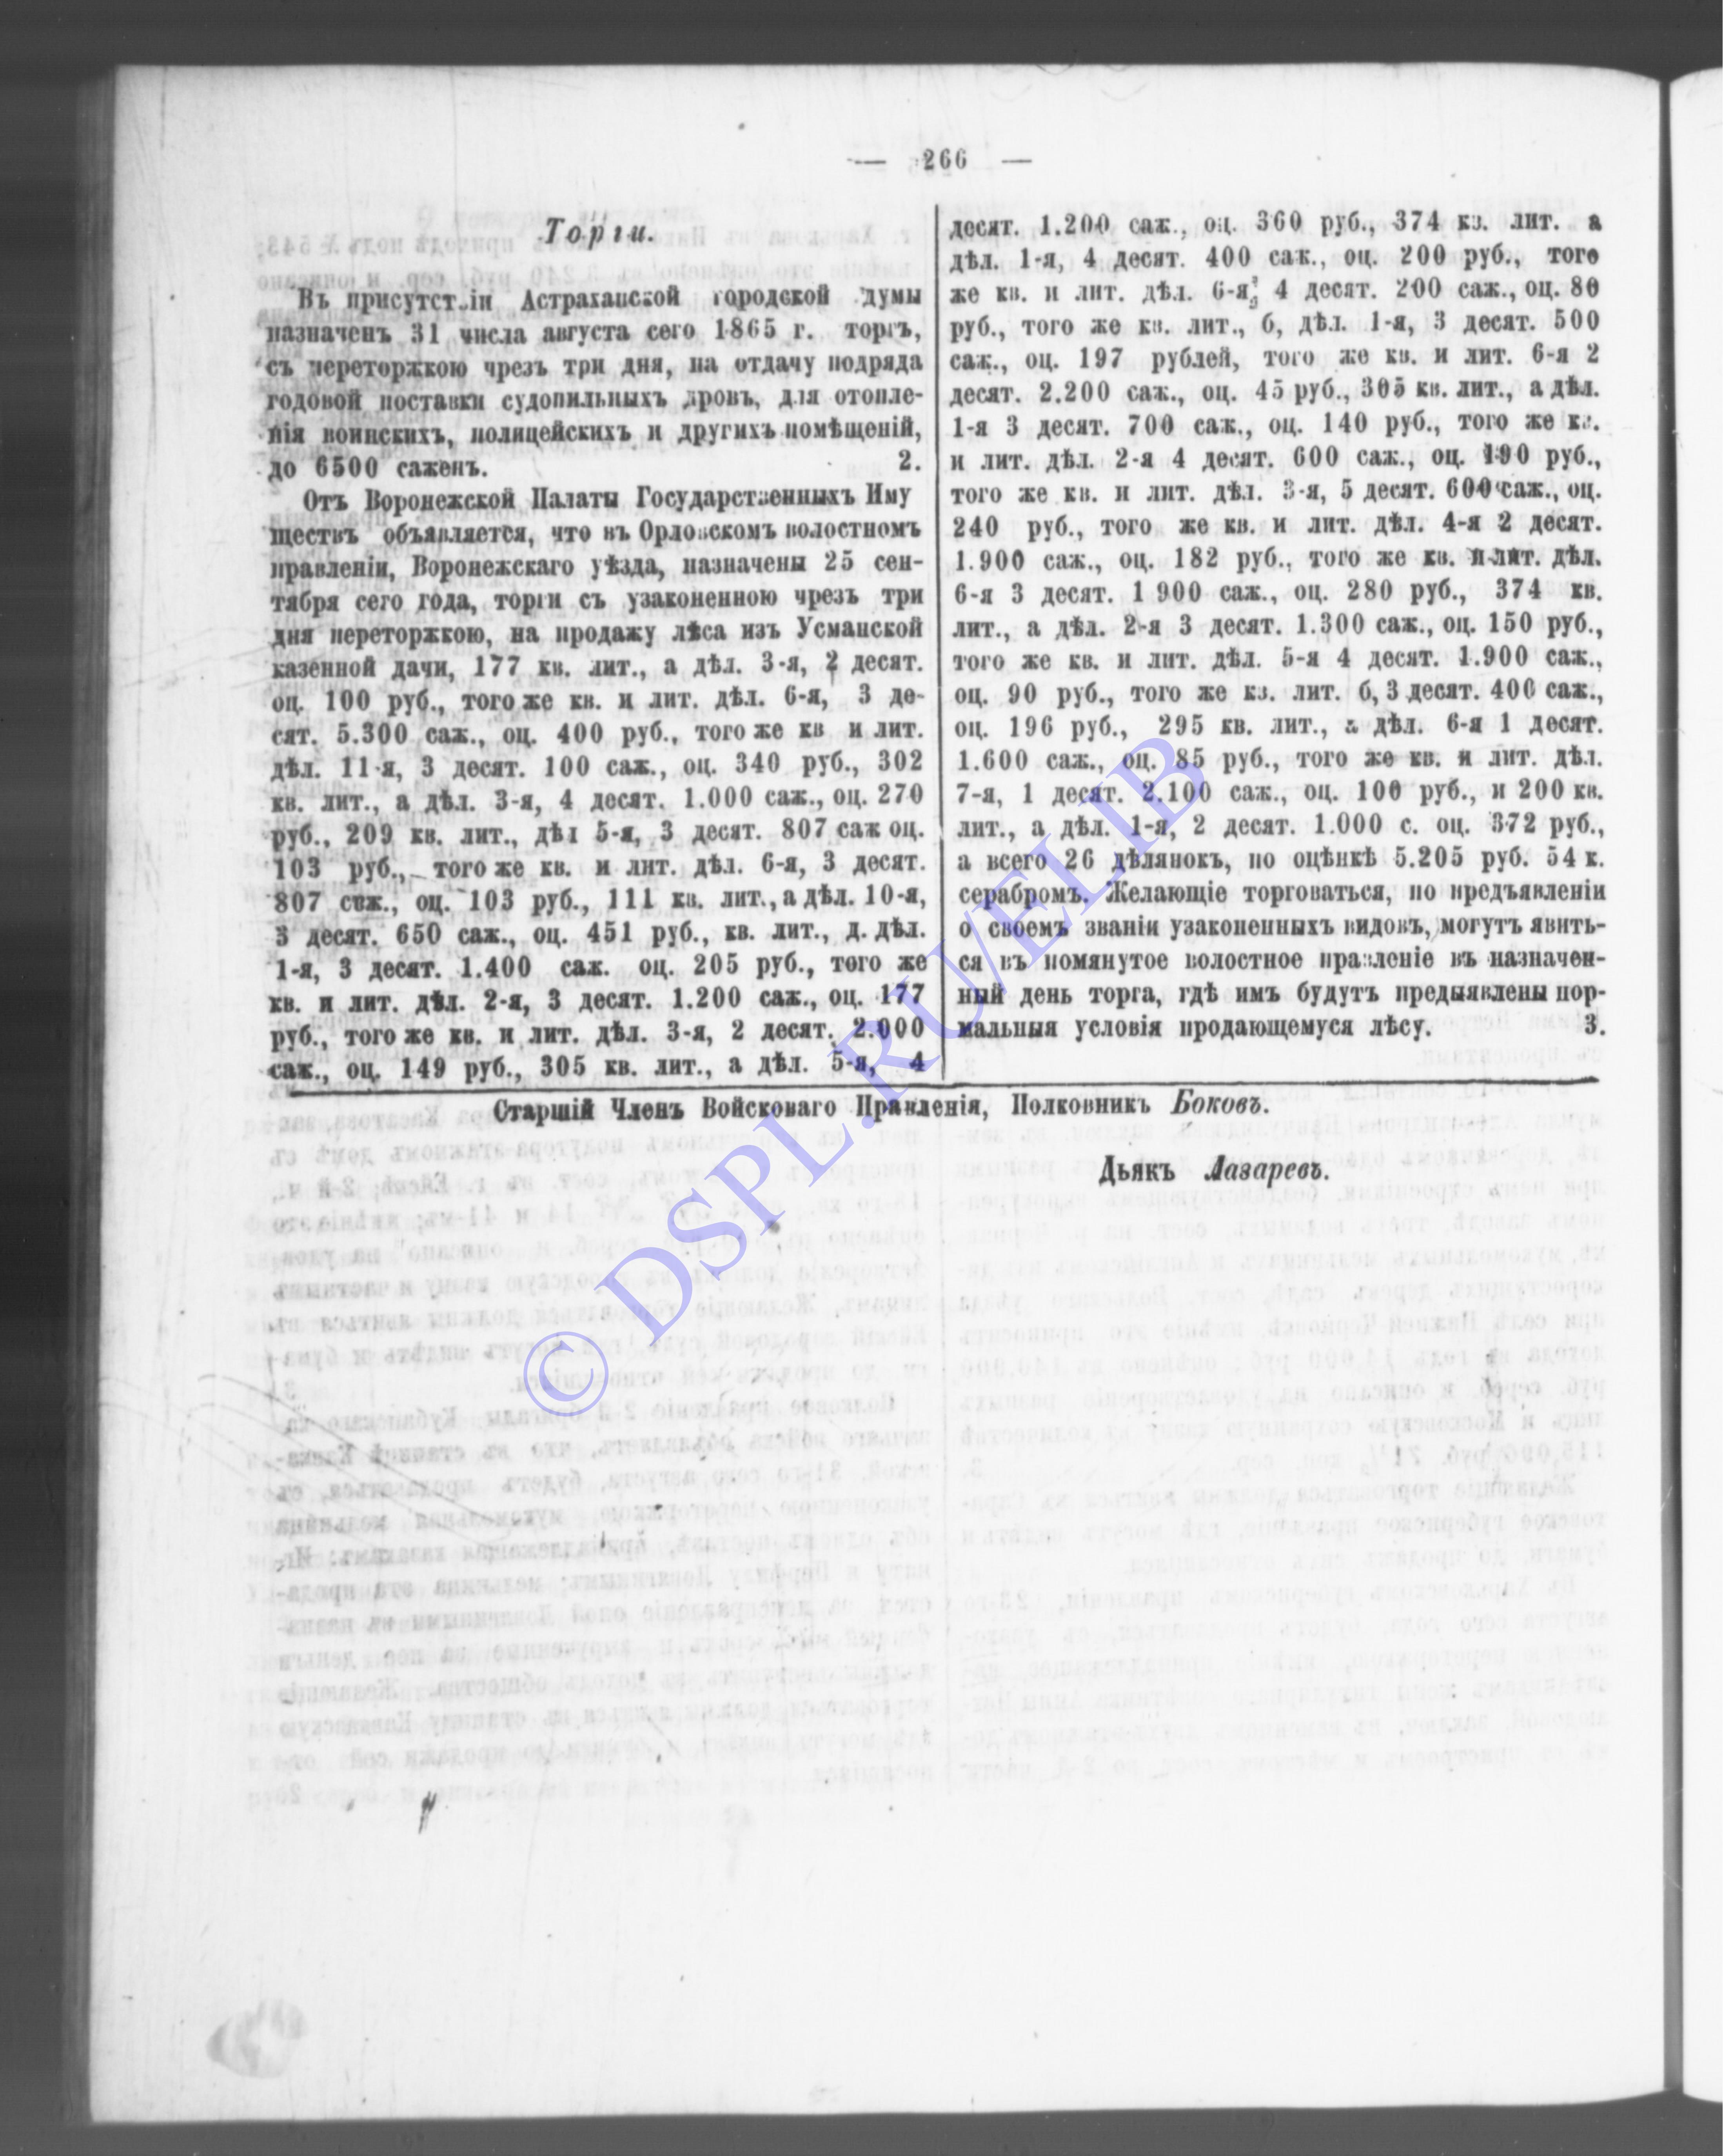 — 266 —
Торги.
Въ присутствіи Астраханской городской думы
назначенъ 31 числа августа сего 1865 г. торгъ,
съ переторжкою чрезъ три дня, на отдачу подряда
годовой поставки судопильныхъ дровъ, для отопле-
нія воинскихъ, полицейскихъ и другихъ помѣщеній,
до 6500 саженъ. 2.
Отъ Воронежской Палаты Государственныхъ Иму
ществъ объявляется, что въ Орловскомъ волостномъ
правленіи, Воронежскаго уѣзда, назначены 25 сен-
тября сего года, торги съ узаконенною чрезъ три
дня переторжкою, на продажу лѣса изъ Усманской
казенной дачи, 177 кв. лит., а дѣл. 3-я, 2 десят.
оц. 100 руб., того же кв. и лит. дѣл. 6-я, 3 де-
сят. 5.300 саж., оц. 400 руб., того же кв и лит.
дѣл. 11-я, 3 десят. 100 саж., оц. 340 руб., 302
кв. лит., а дѣл. 3-я, 4 десят. 1.000 саж., оц. 270
руб., 209 кв. лит., дѣл 5-я, 3 десят. 807 саж оц.
103 руб., того же кв. и лит. дѣл. 6-я, 3 десят.
807 саж., оц. 103 руб., 111 кв. лит., а дѣл. 10-я,
3 десят. 650 саж., оц. 451 руб., кв. лит., д. дѣл.
1-я, 3 десят. 1.400 саж. оц. 205 руб., того же
кв. и лит. дѣл. 2-я, 3 десят. 1.200 саж., оц. 177
руб., того же кв. и лит. дѣл. 3-я, 2 десят. 2.000
саж., оц. 149 руб., 305 кв. лит., а дѣл. 5-я, 4
десят. 1.200 саж., оц. 360 руб., 374 кв. лит. а
дѣл. 1-я, 4 десят. 400 саж., оц. 200 руб., того
же кв. и лит. дѣл. 6-я, 4 десят. 200 саж., оц. 80
руб., того же кв. лит., б, дѣл. 1-я, 3 десят. 500
саж., оц. 197 рублей, того же кв. и лит. 6-я 2
десят. 2.200 саж., оц. 45 руб., 305 кв. лит., а дѣл.
1-я 3 десят. 700 саж., оц. 140 руб., того же кв.
и лит. дѣл. 2-я 4 десят. 600 саж., оц. 190 руб.,
того же кв. и лит. дѣл. 3-я, 5 десят. 600 саж., оц.
240 руб., того же кв. и лит. дѣл. 4-я 2 десят.
1.900 саж., оц. 182 руб., того же кв. и лит. дѣл.
6-я 3 десят. 1 900 саж., оц. 280 руб., 374 кв.
лит., а дѣл. 2-я 3 десят. 1.300 саж., оц. 150 руб.,
того же кв. и лит. дѣл. 5-я 4 десят. 1.900 саж.,
оц. 90 руб., того же кв. лит. б, 3 десят. 400 саж.,
оц. 196 руб., 295 кв. лит., а дѣл. 6-я 1 десят.
1.600 саж., оц. 85 руб., того же кв. и лит. дѣл.
7-я, 1 десят. 2.100 саж., оц. 100 руб., и 200 кв.
лит., а дѣл. 1-я, 2 десят. 1.000 с. оц. 372 руб.,
а всего 26 дѣлянокъ, по оцѣнкѣ 5.205 руб. 54 к.
серабромъ. Желающіе торговаться, по предъявленіи
о своемъ званіи узаконенныхъ видовъ, могутъ явить-
ся въ помянутое волостное правленіе въ назначен-
ный день торга, гдѣ имъ будутъ предыявлены нор-
мальныя условія продающемуся лѣсу. 3.
Старшій Членъ Войсковаго Правленія, Полковникъ Боковъ.
Дьякъ Лазаревъ.
© DSPL.RU/ELIB